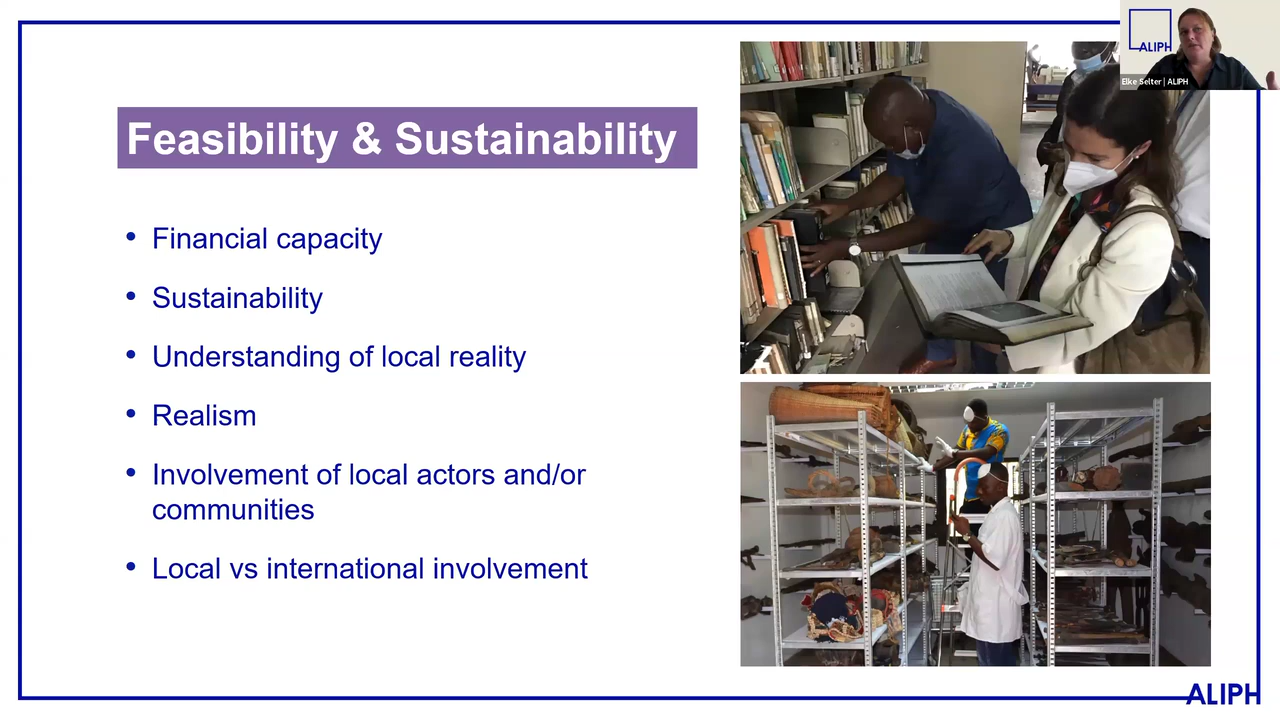 ALIPH
Elke Selter | ALIPH
Feasibility & Sustainability
• Financial capacity
• Sustainability
• Understanding of local reality
• Realism
• Involvement of local actors and/or
communities
• Local vs international involvement
ALIPH